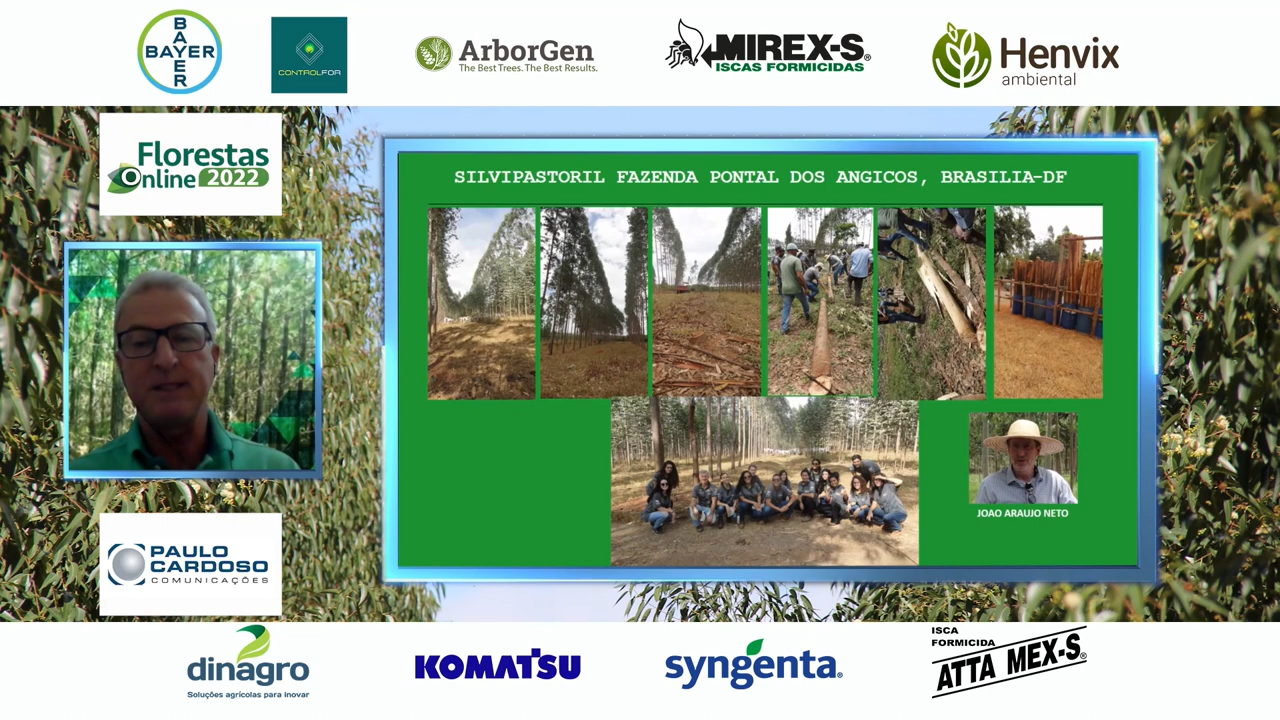 BAYER
BAYER
CONTROLFOR
ArborGen
The Best Trees. The Best Results.
MIREX-S®
ISCAS FORMICIDAS
Henvix
ambiental
Florestas
Online 2022
SILVIPASTORIL FAZENDA PONTAL DOS ANGICOS, BRASILIA-DF
JOAO ARAUJO NETO
PAULO
CARDOSO
COMUNICAÇÕES
dinagro
Soluções agrícolas para inovar
KOMATSU
syngenta®
ISCA
FORMICIDA
ATTA MEX-S®